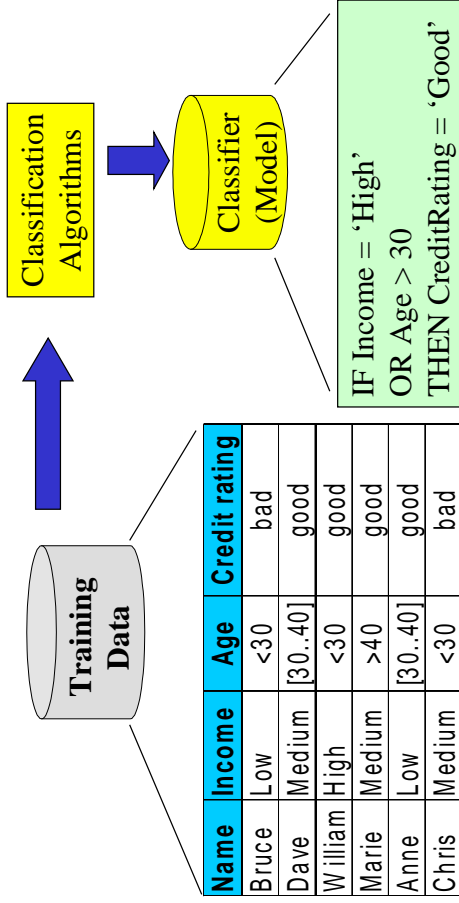 Training
Data
Classification
Algorithms
Classifier
(Model)
Name Income Age Credit rating
Bruce Low <30 bad
Dave Medium [30..40] good
William High <30 good
Marie Medium >40 good
Anne Low [30..40] good
Chris Medium <30 bad
IF Income = ‘High’
OR Age > 30
THEN CreditRating = ‘Good’